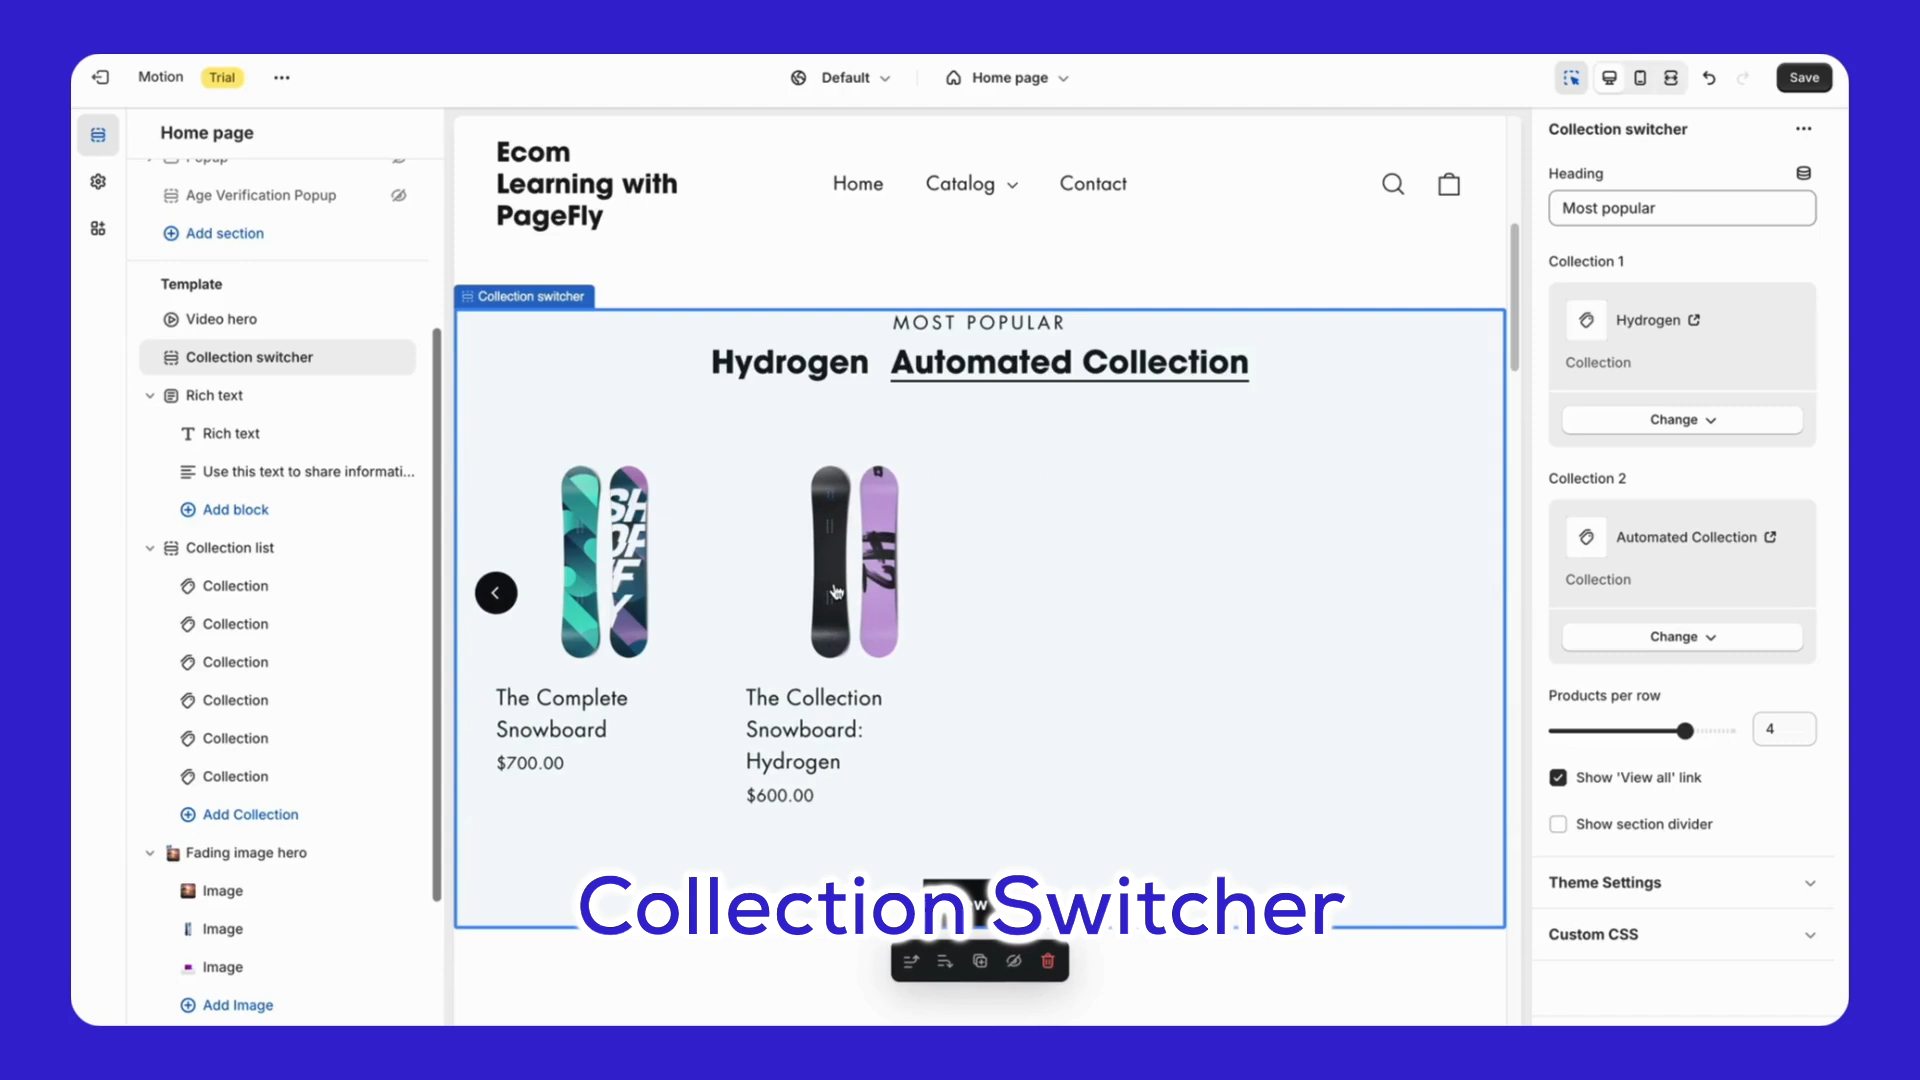 Motion
Trial
Default
Home page
Save
Home page
Popup
Age Verification Popup
Add section
Template
Video hero
Collection switcher
Rich text
Rich text
Use this text to share informati...
Add block
Collection list
Collection
Collection
Collection
Collection
Collection
Collection
Add Collection
Fading image hero
Image
Image
Image
Add Image
Ecom
Learning with
PageFly
Home
Catalog
Contact
Collection switcher
MOST POPULAR
Hydrogen Automated Collection
SH
OP
IF
Y
H2
The Complete
Snowboard
$700.00
The Collection
Snowboard:
Hydrogen
$600.00
Collection Switcher
Collection switcher
Heading
Most popular
Collection 1
Hydrogen
Collection
Change
Collection 2
Automated Collection
Collection
Change
Products per row
4
Show 'View all' link
Show section divider
Theme Settings
Custom CSS